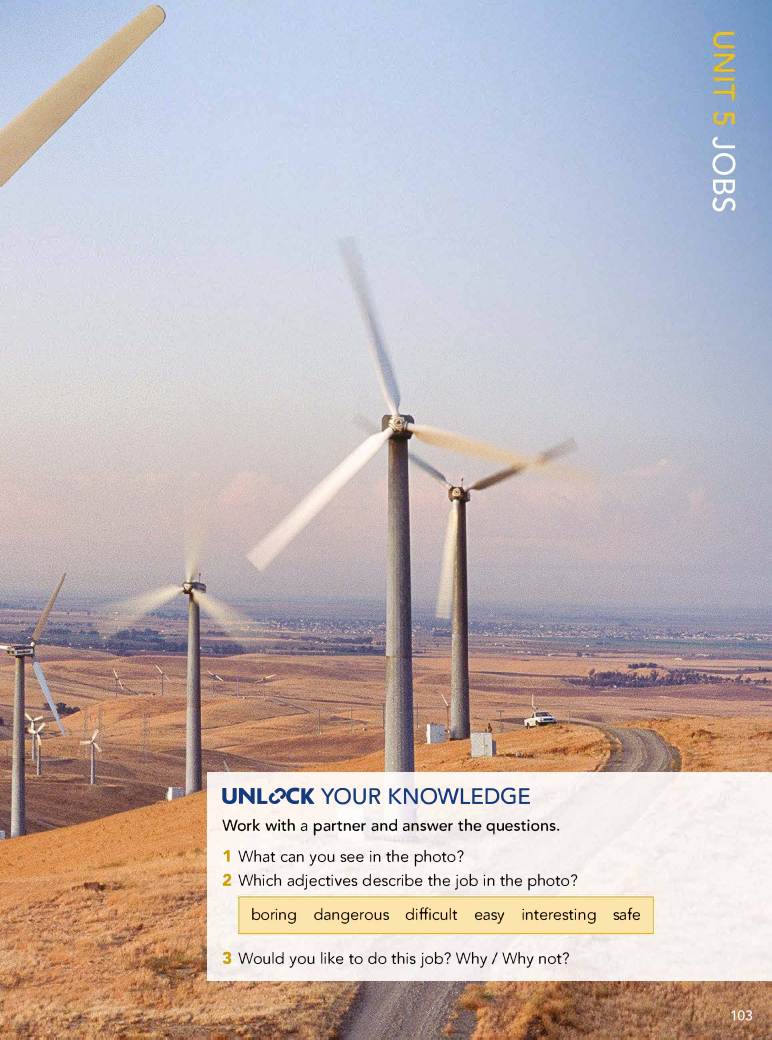 UNIT 5 JOBS
UNLOCK YOUR KNOWLEDGE
Work with a partner and answer the questions.
1 What can you see in the photo?
2 Which adjectives describe the job in the photo?
boring dangerous difficult easy interesting safe
3 Would you like to do this job? Why / Why not?
103